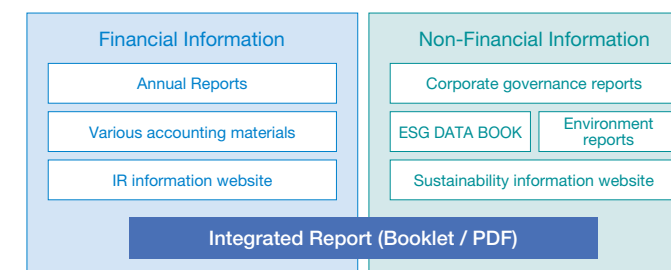 Financial Information
Annual Reports
Various accounting materials
IR information website
Non-Financial Information
Corporate governance reports
ESG DATA BOOK
Environment
reports
Sustainability information website
Integrated Report (Booklet / PDF)